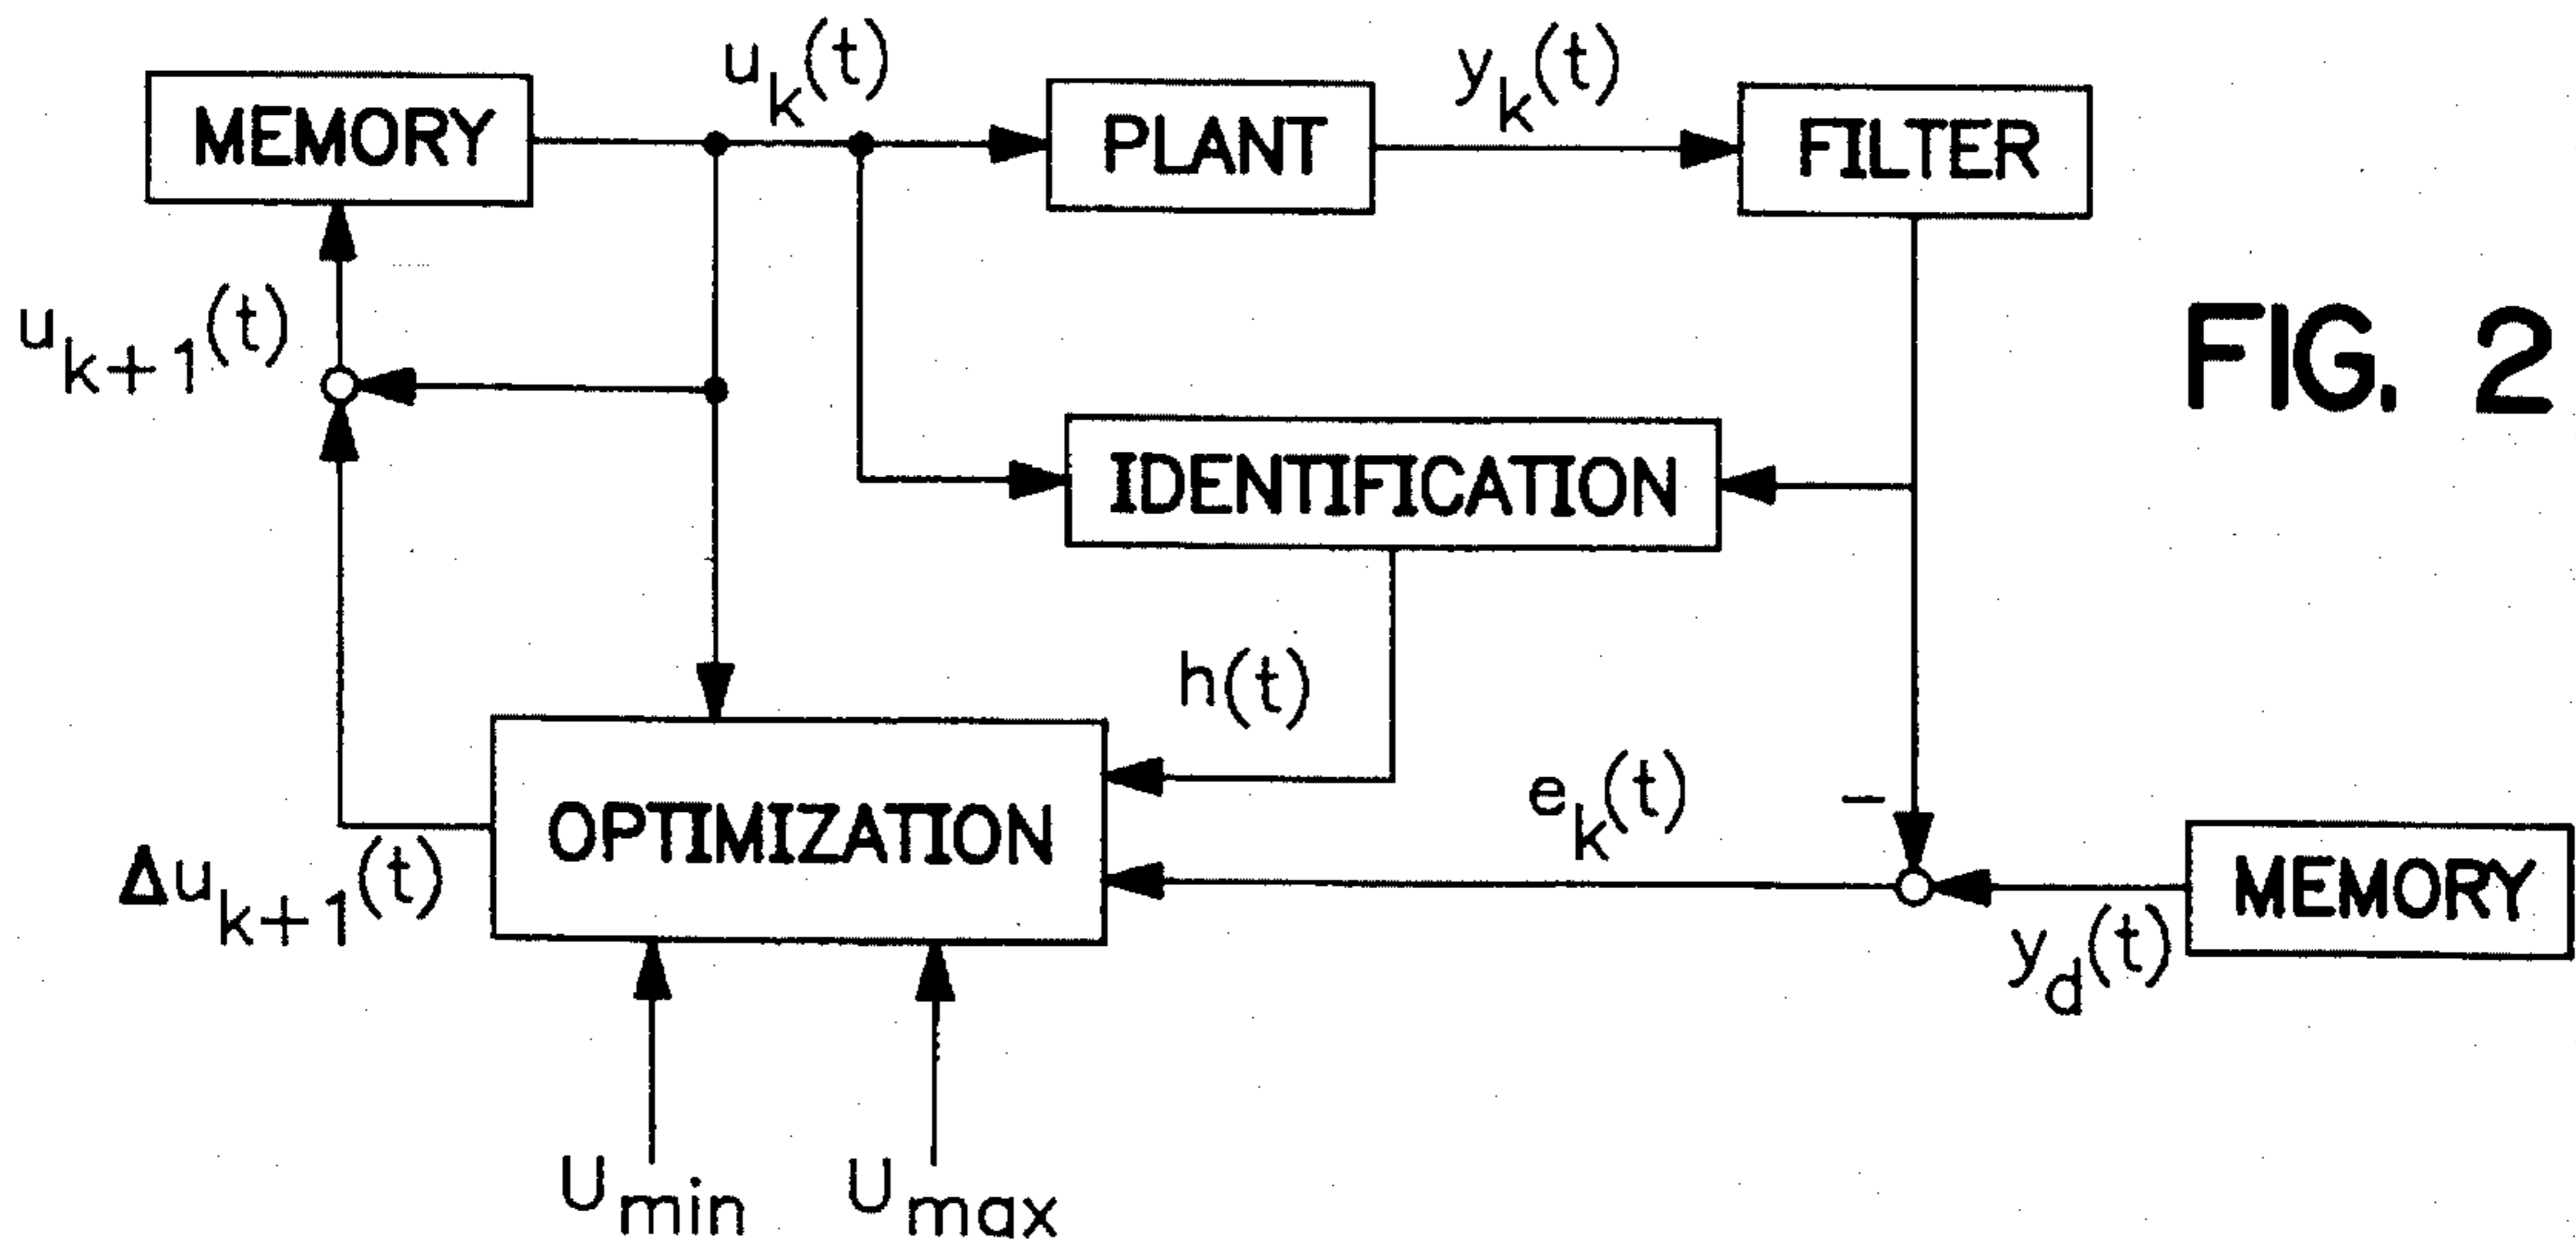 u_k(t)
y_k(t)
MEMORY
PLANT
FILTER
u_{k+1}(t)
FIG. 2
IDENTIFICATION
h(t)
e_k(t)
−
OPTIMIZATION
MEMORY
Δu_{k+1}(t)
y_d(t)
U_min
U_max